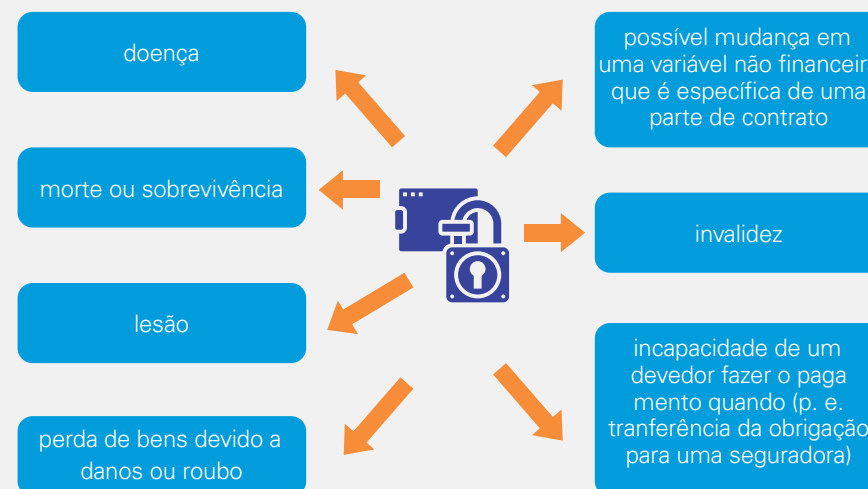 doença
morte ou sobrevivência
lesão
perda de bens devido a
danos ou roubo
possível mudança em
uma variável não financeir
que é específica de uma
parte de contrato
invalidez
incapacidade de um
devedor fazer o paga
mento quando (p. e.
tranferência da obrigação
para uma seguradora)